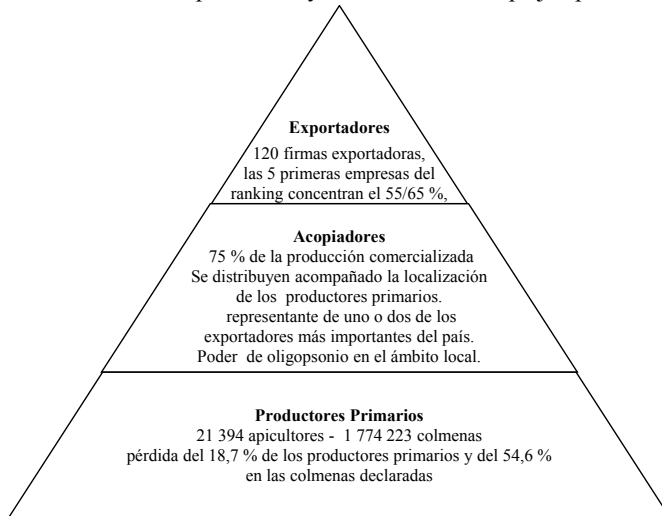 Exportadores
120 firmas exportadoras,
las 5 primeras empresas del
ranking concentran el 55/65 %,
Acopiadores
75 % de la producción comercializada
Se distribuyen acompañado la localización
de los productores primarios.
representante de uno o dos de los
exportadores más importantes del país.
Poder de oligopsonio en el ámbito local.
Productores Primarios
21 394 apicultores - 1 774 223 colmenas
pérdida del 18,7 % de los productores primarios y del 54,6 %
en las colmenas declaradas